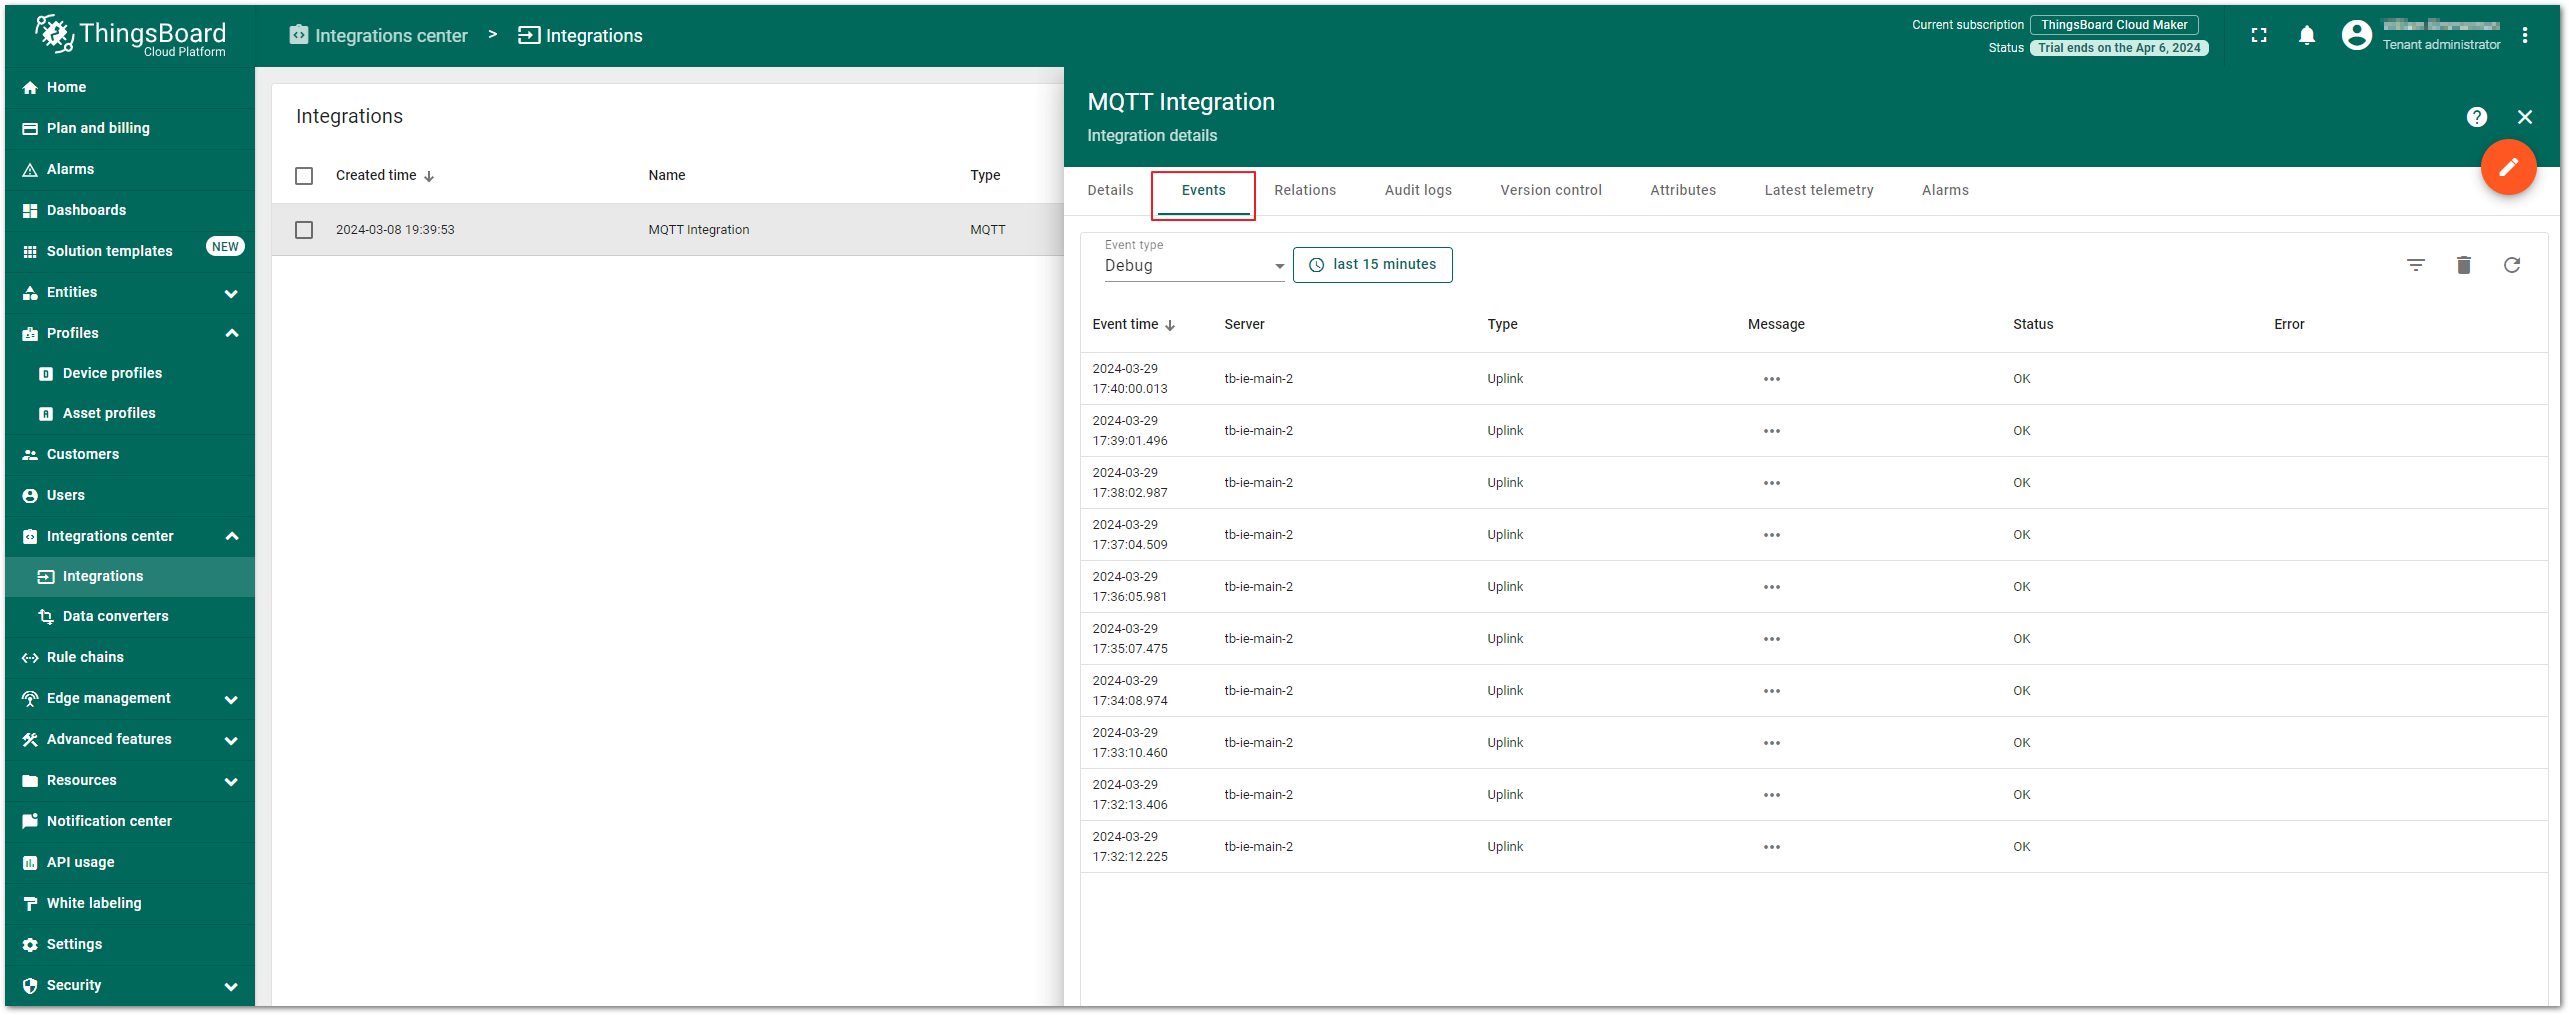 ThingsBoard
Cloud Platform
Integrations center > Integrations
Current subscription ThingsBoard Cloud Maker
Status Trial ends on the Apr 6, 2024
Tenant administrator
Home
Plan and billing
Alarms
Dashboards
Solution templates NEW
Entities
Profiles
Device profiles
Asset profiles
Customers
Users
Integrations center
Integrations
Data converters
Rule chains
Edge management
Advanced features
Resources
Notification center
API usage
White labeling
Settings
Security
Integrations
Created time Name Type
2024-03-08 19:39:53 MQTT Integration MQTT
MQTT Integration
Integration details
Details Events Relations Audit logs Version control Attributes Latest telemetry Alarms
Event type
Debug last 15 minutes
Event time Server Type Message Status Error
2024-03-29
17:40:00.013 tb-ie-main-2 Uplink ••• OK
2024-03-29
17:39:01.496 tb-ie-main-2 Uplink ••• OK
2024-03-29
17:38:02.987 tb-ie-main-2 Uplink ••• OK
2024-03-29
17:37:04.509 tb-ie-main-2 Uplink ••• OK
2024-03-29
17:36:05.981 tb-ie-main-2 Uplink ••• OK
2024-03-29
17:35:07.475 tb-ie-main-2 Uplink ••• OK
2024-03-29
17:34:08.974 tb-ie-main-2 Uplink ••• OK
2024-03-29
17:33:10.460 tb-ie-main-2 Uplink ••• OK
2024-03-29
17:32:13.406 tb-ie-main-2 Uplink ••• OK
2024-03-29
17:32:12.225 tb-ie-main-2 Uplink ••• OK